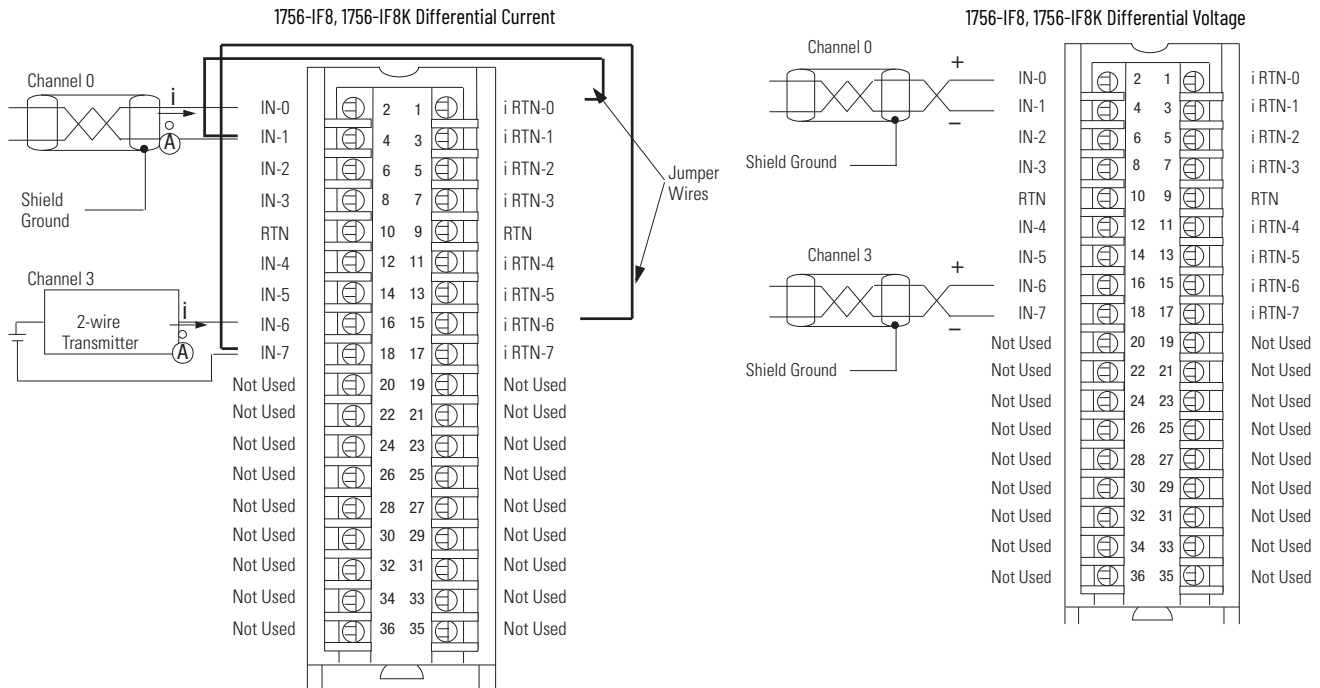 1756-IF8, 1756-IF8K Differential Current
Channel 0
i
A
Shield
Ground
Channel 3
2-wire
Transmitter
i
A
Jumper
Wires
IN-0 2 1 i RTN-0
IN-1 4 3 i RTN-1
IN-2 6 5 i RTN-2
IN-3 8 7 i RTN-3
RTN 10 9 RTN
IN-4 12 11 i RTN-4
IN-5 14 13 i RTN-5
IN-6 16 15 i RTN-6
IN-7 18 17 i RTN-7
Not Used 20 19 Not Used
Not Used 22 21 Not Used
Not Used 24 23 Not Used
Not Used 26 25 Not Used
Not Used 28 27 Not Used
Not Used 30 29 Not Used
Not Used 32 31 Not Used
Not Used 34 33 Not Used
Not Used 36 35 Not Used
1756-IF8, 1756-IF8K Differential Voltage
Channel 0
+
–
Shield Ground
Channel 3
+
–
Shield Ground
IN-0 2 1 i RTN-0
IN-1 4 3 i RTN-1
IN-2 6 5 i RTN-2
IN-3 8 7 i RTN-3
RTN 10 9 RTN
IN-4 12 11 i RTN-4
IN-5 14 13 i RTN-5
IN-6 16 15 i RTN-6
IN-7 18 17 i RTN-7
Not Used 20 19 Not Used
Not Used 22 21 Not Used
Not Used 24 23 Not Used
Not Used 26 25 Not Used
Not Used 28 27 Not Used
Not Used 30 29 Not Used
Not Used 32 31 Not Used
Not Used 34 33 Not Used
Not Used 36 35 Not Used